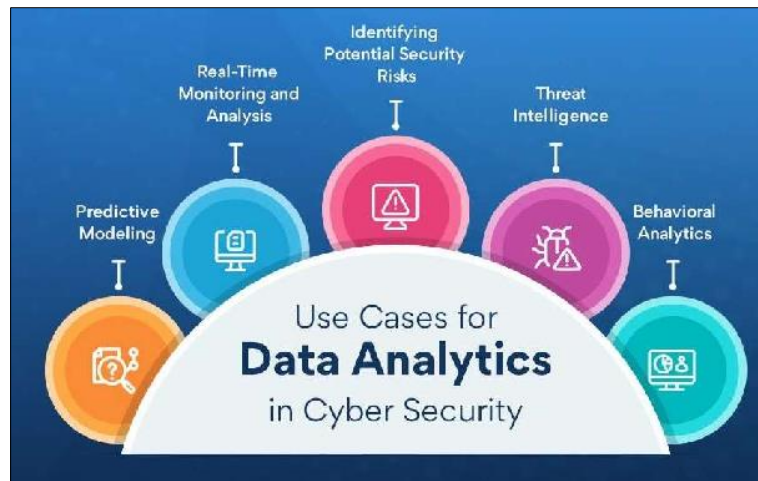 Predictive
Modeling
Real-Time
Monitoring and
Analysis
Identifying
Potential Security
Risks
Threat
Intelligence
Behavioral
Analytics
Use Cases for
Data Analytics
in Cyber Security